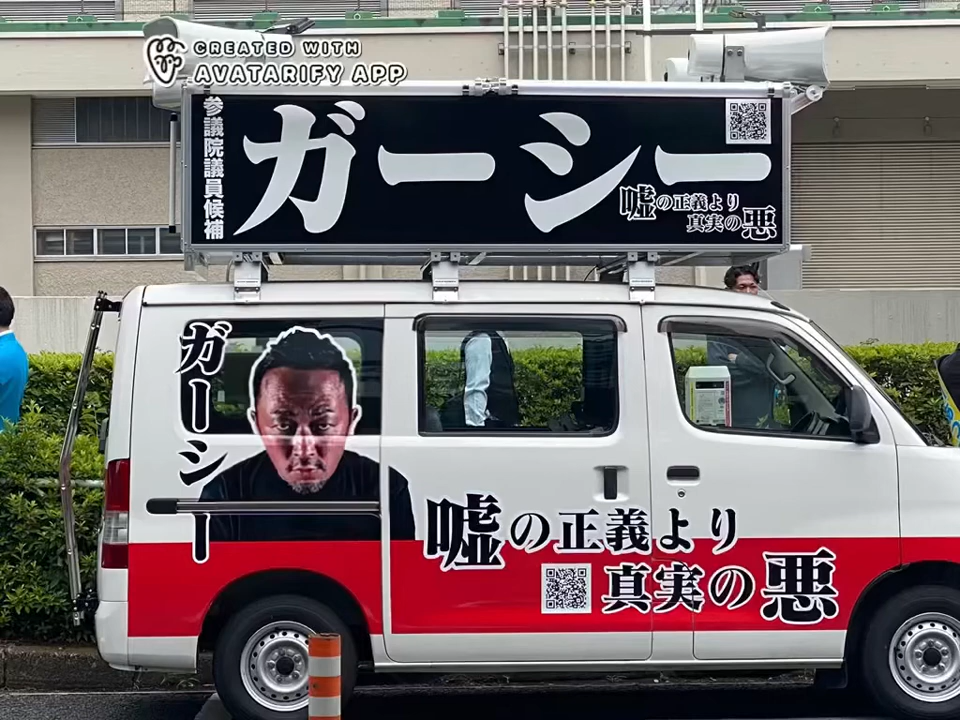 CREATED WITH
AVATARIFY APP
参議院議員候補
ガーシー
嘘の正義より
真実の悪
ガーシー
嘘の正義より
真実の悪